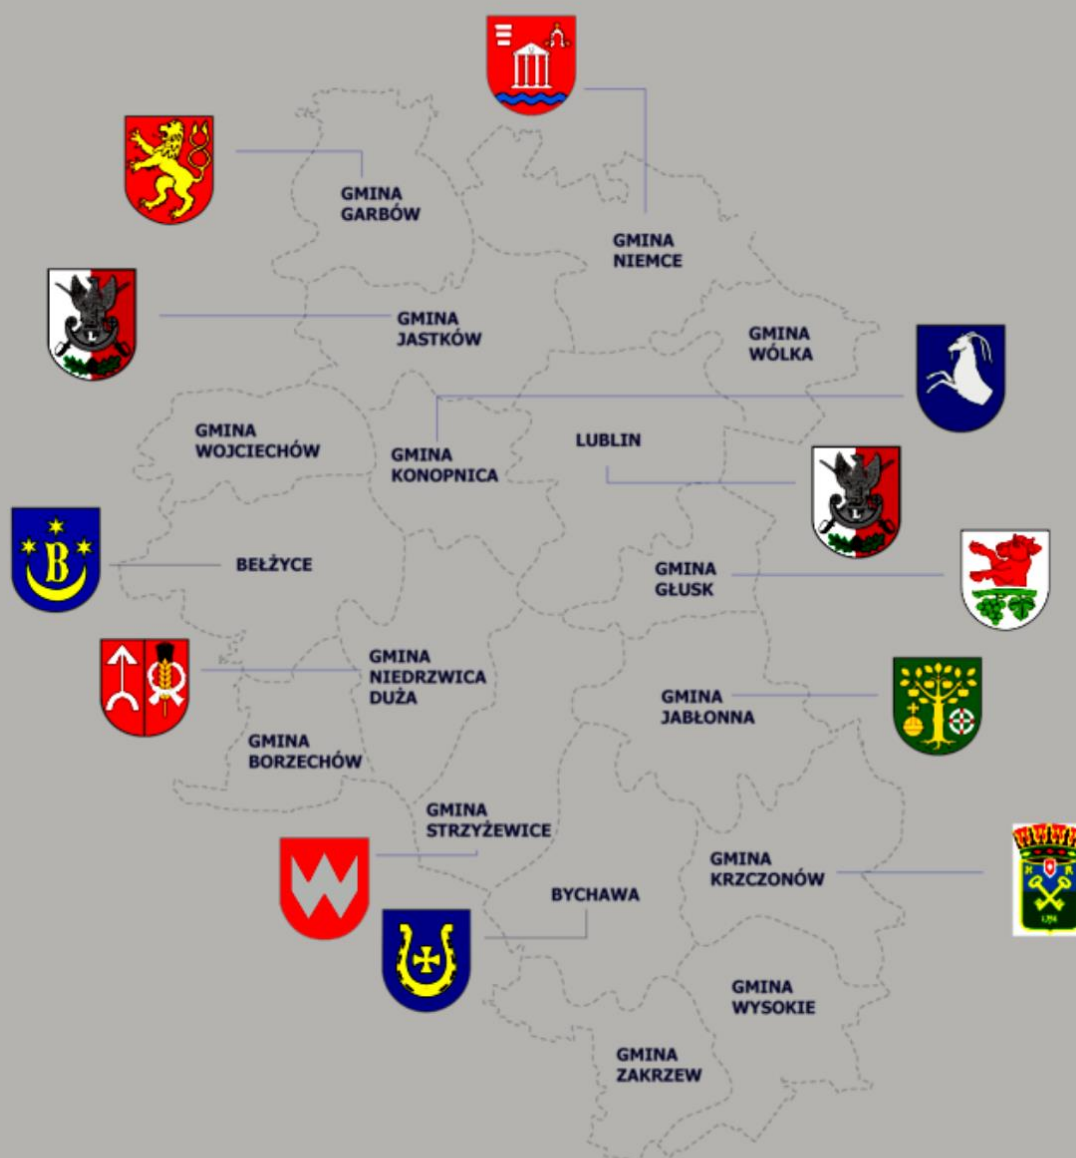 GMINA
GARBÓW
GMINA
NIEMCE
GMINA
JASTKÓW
L
GMINA
WÓLKA
GMINA
WOJCIECHÓW
LUBLIN
GMINA
KONOPNICA
L
B
BEŁŻYCE
GMINA
GŁUSK
GMINA
NIEDRZWICA
DUŻA
GMINA
JABŁONNA
GMINA
BORZECHÓW
GMINA
STRZYŻEWICE
GMINA
KRZCZONÓW
BYCHAWA
GMINA
WYSOKIE
GMINA
ZAKRZEW